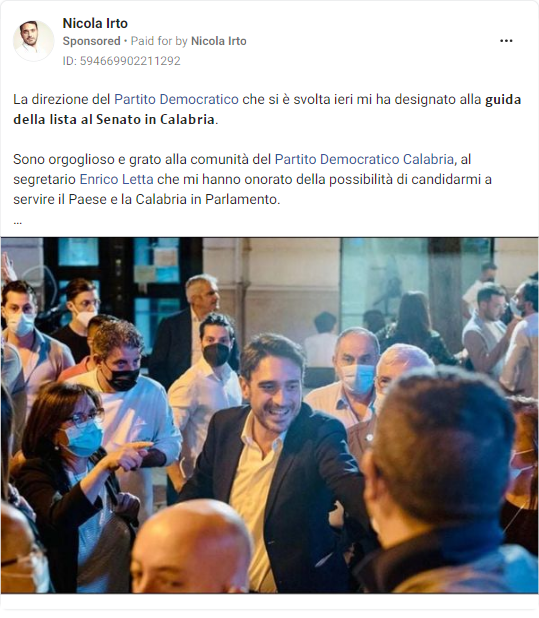 Nicola Irto
Sponsored • Paid for by Nicola Irto
ID: 594669902211292
La direzione del Partito Democratico che si è svolta ieri mi ha designato alla guida
della lista al Senato in Calabria.
Sono orgoglioso e grato alla comunità del Partito Democratico Calabria, al
segretario Enrico Letta che mi hanno onorato della possibilità di candidarmi a
servire il Paese e la Calabria in Parlamento.
...